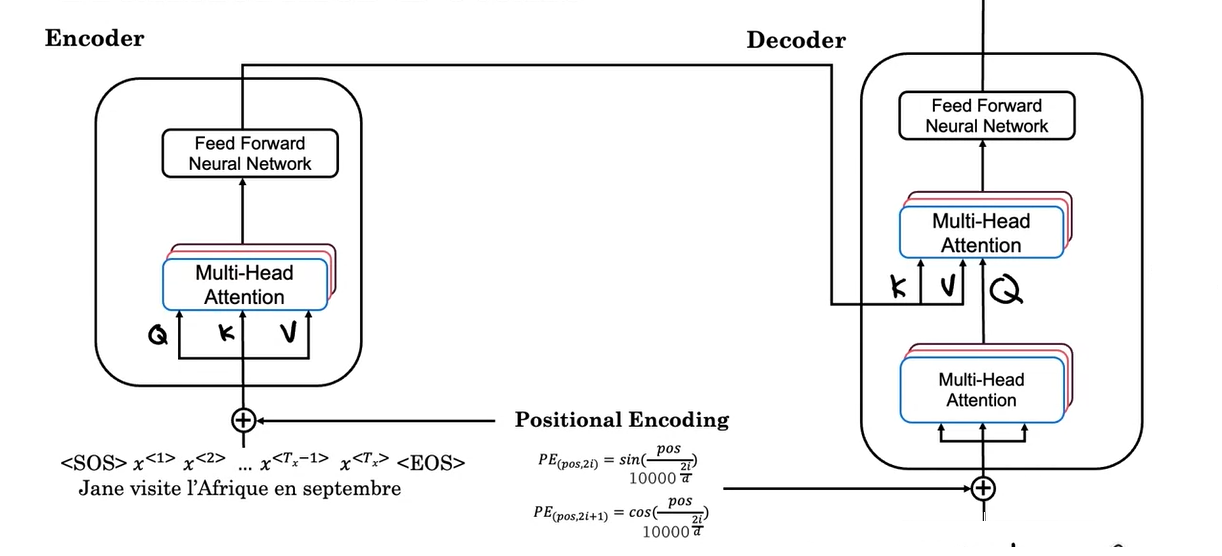 Encoder
Feed Forward
Neural Network
Multi-Head
Attention
Q K V
<SOS> x<1> x<2> ... x<Tx−1> x<Tx> <EOS>
Jane visite l’Afrique en septembre
Positional Encoding
PE(pos,2i) = sin(pos/10000^(2i/d))
PE(pos,2i+1) = cos(pos/10000^(2i/d))
Decoder
Feed Forward
Neural Network
Multi-Head
Attention
K V Q
Multi-Head
Attention